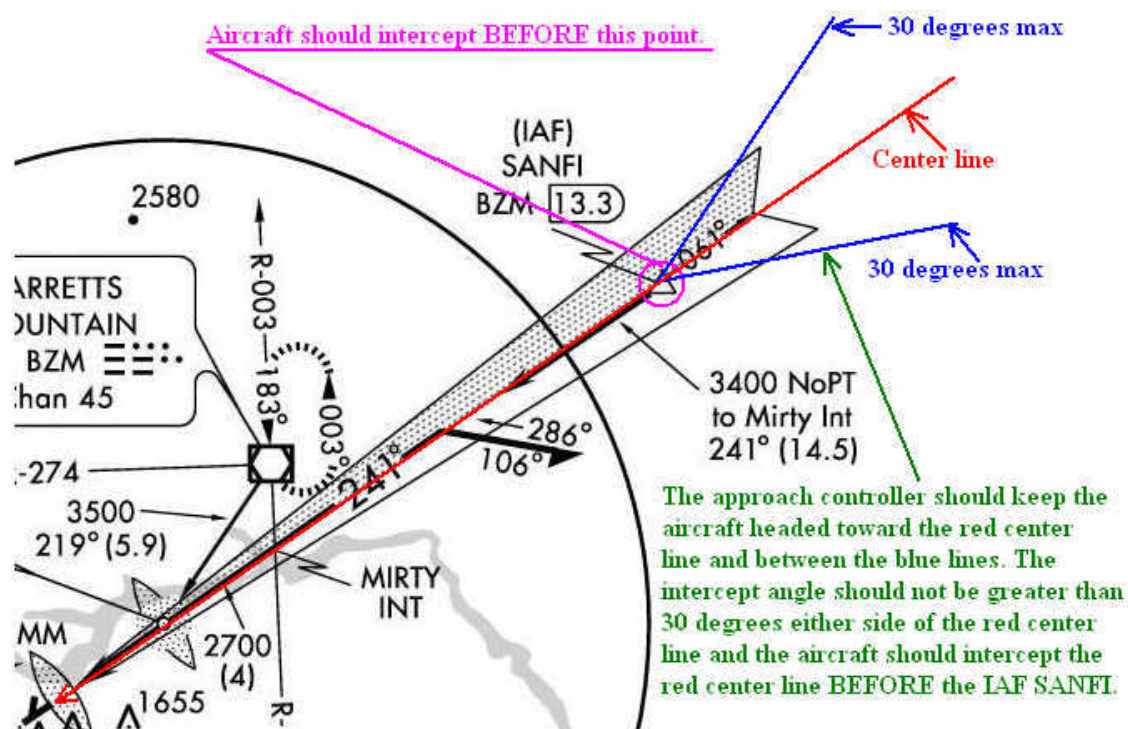 Aircraft should intercept BEFORE this point.
30 degrees max
Center line
30 degrees max
(IAF)
SANFI
BZM 13.3
2580
061°
R-003
183°
003°
ARRETTS
OUNTAIN
BZM
han 45
-274
3500
219° (5.9)
241°
286°
106°
3400 NoPT
to Mirty Int
241° (14.5)
MIRTY
INT
2700
(4)
MM
1655
R-
The approach controller should keep the
aircraft headed toward the red center
line and between the blue lines. The
intercept angle should not be greater than
30 degrees either side of the red center
line and the aircraft should intercept the
red center line BEFORE the IAF SANFI.